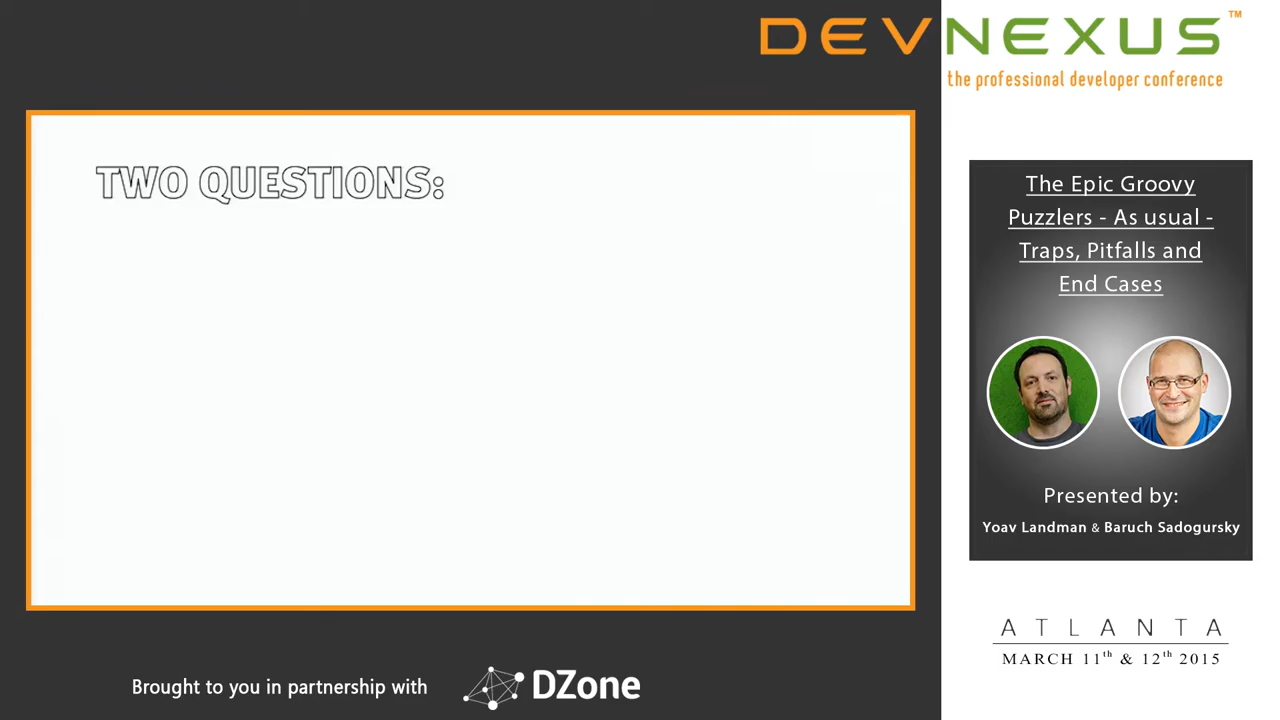 DEVNEXUS™
the professional developer conference
TWO QUESTIONS:
The Epic Groovy
Puzzlers - As usual -
Traps, Pitfalls and
End Cases
Presented by:
Yoav Landman & Baruch Sadogursky
ATLANTA
MARCH 11th & 12th 2015
Brought to you in partnership with DZone